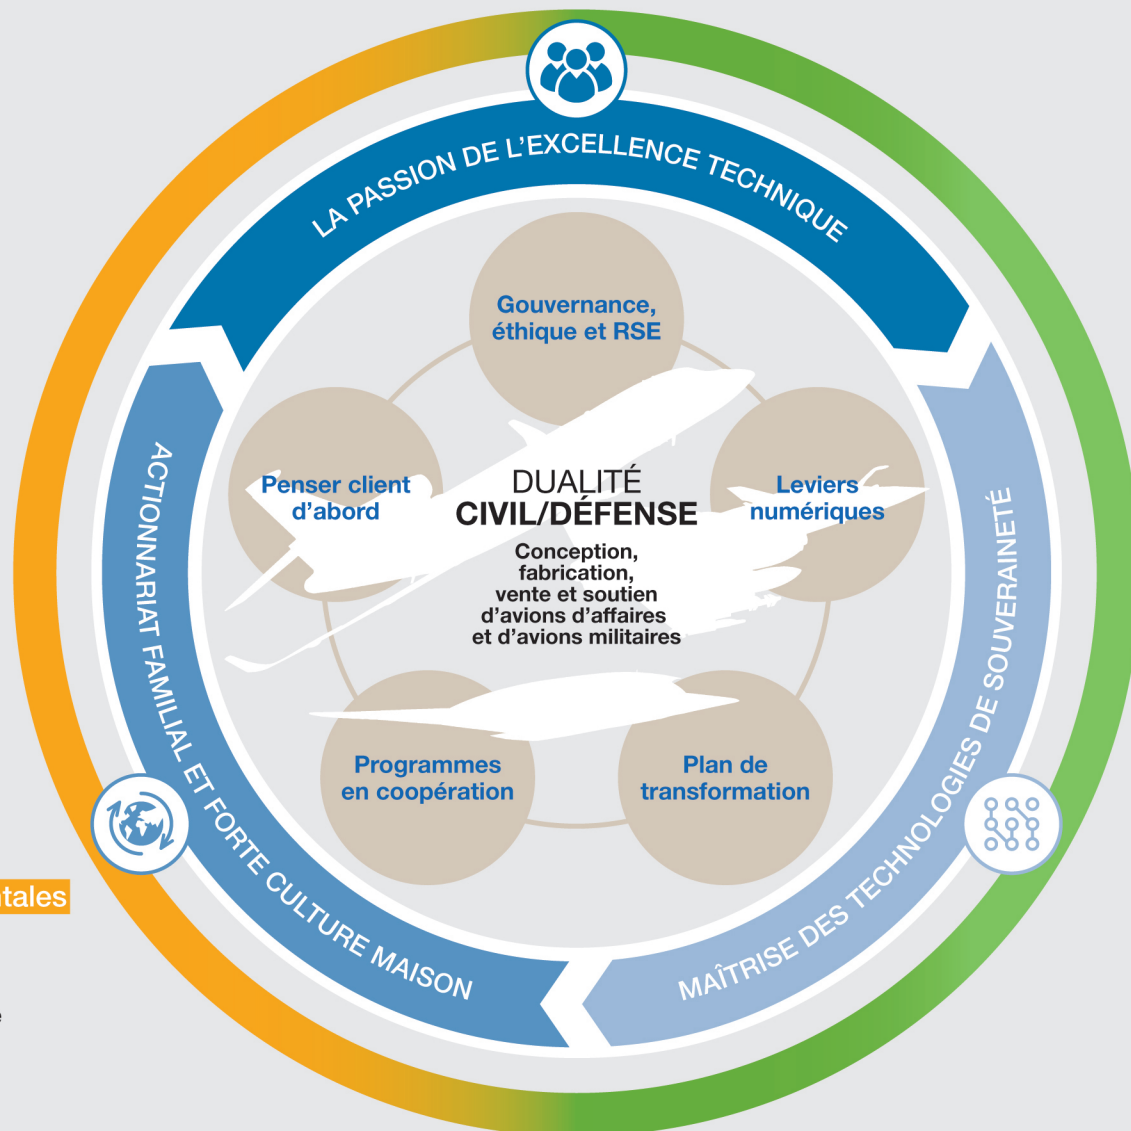 LA PASSION DE L'EXCELLENCE TECHNIQUE
Gouvernance,
éthique et RSE
Penser client
d'abord
DUALITÉ
CIVIL/DÉFENSE
Conception,
fabrication,
vente et soutien
d'avions d'affaires
et d'avions militaires
Leviers
numériques
Programmes
en coopération
Plan de
transformation
ACTIONNARIAT FAMILIAL ET FORTE CULTURE MAISON
MAÎTRISE DES TECHNOLOGIES DE SOUVERAINETÉ